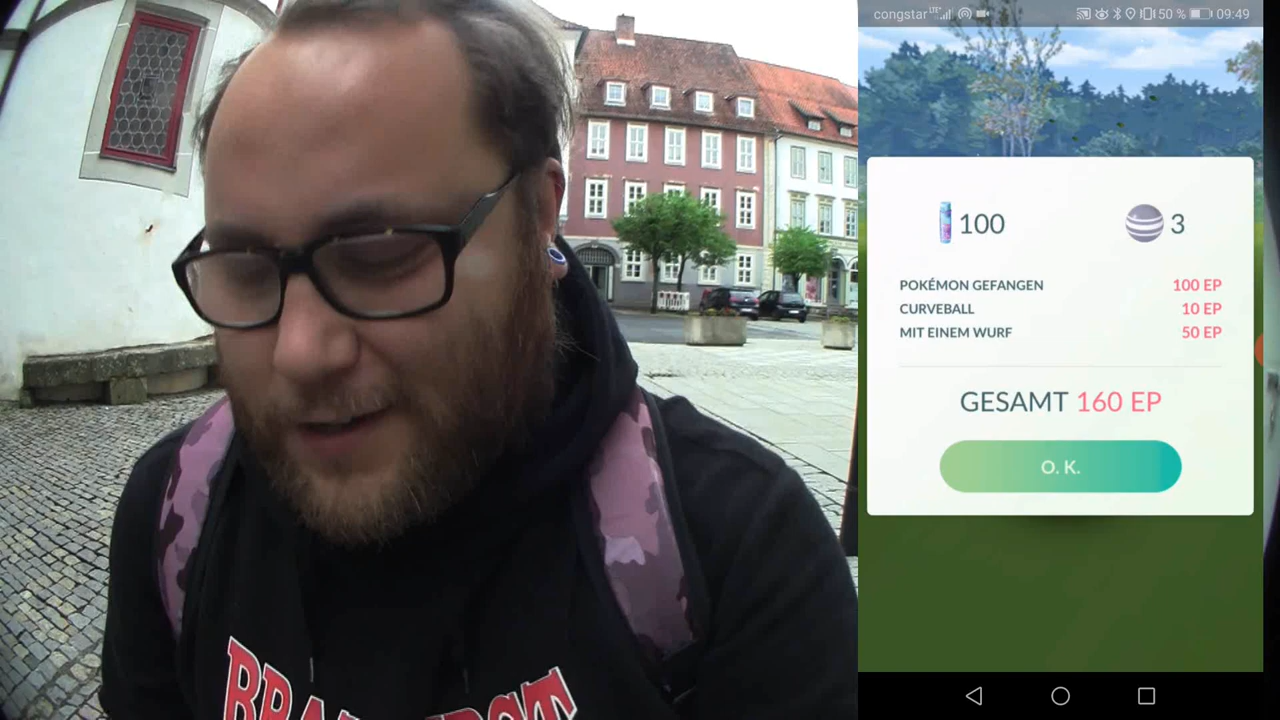 congstar LTE+ 50 % 09:49
100 3
POKÉMON GEFANGEN 100 EP
CURVEBALL 10 EP
MIT EINEM WURF 50 EP
GESAMT 160 EP
O. K.